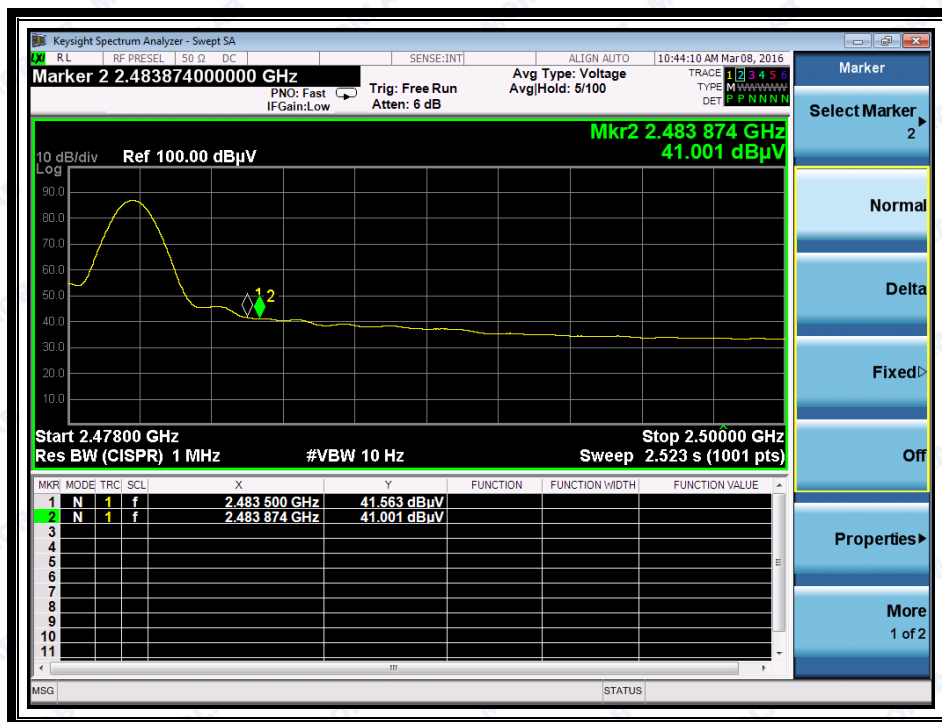 Keysight Spectrum Analyzer - Swept SA
LXI RL RF PRESEL 50 Ω DC SENSE:INT ALIGN AUTO 10:44:10 AM Mar 08, 2016
Marker 2 2.483874000000 GHz
PNO: Fast
IFGain:Low
Trig: Free Run
Atten: 6 dB
Avg Type: Voltage
Avg|Hold: 5/100
TRACE 1 2 3 4 5 6
TYPE M WWWWW
DET P P N N N N
Marker
Select Marker
2
Normal
Delta
Fixed
Off
Properties
More
1 of 2
Mkr2 2.483 874 GHz
41.001 dBµV
10 dB/div Ref 100.00 dBµV
Log
90.0
80.0
70.0
60.0
50.0
40.0
30.0
20.0
10.0
1 2
Start 2.47800 GHz Stop 2.50000 GHz
Res BW (CISPR) 1 MHz #VBW 10 Hz Sweep 2.523 s (1001 pts)
MKR MODE TRC SCL X Y FUNCTION FUNCTION WIDTH FUNCTION VALUE
1 N 1 f 2.483 500 GHz 41.563 dBµV
2 N 1 f 2.483 874 GHz 41.001 dBµV
3
4
5
6
7
8
9
10
11
MSG STATUS